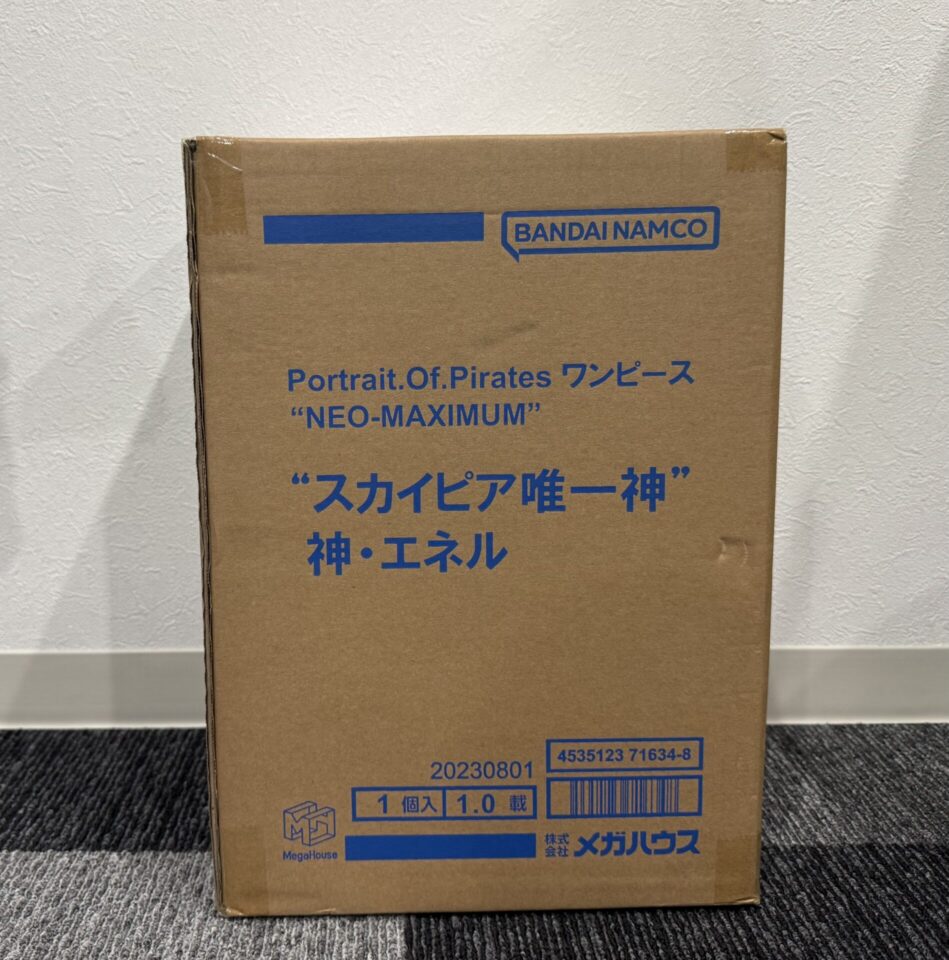 BANDAI NAMCO
Portrait.Of.Pirates ワンピース
“NEO-MAXIMUM”
“スカイピア唯一神”
神・エネル
4535123 71634-8
20230801
1 個入 1.0 載
MegaHouse
株式会社 メガハウス